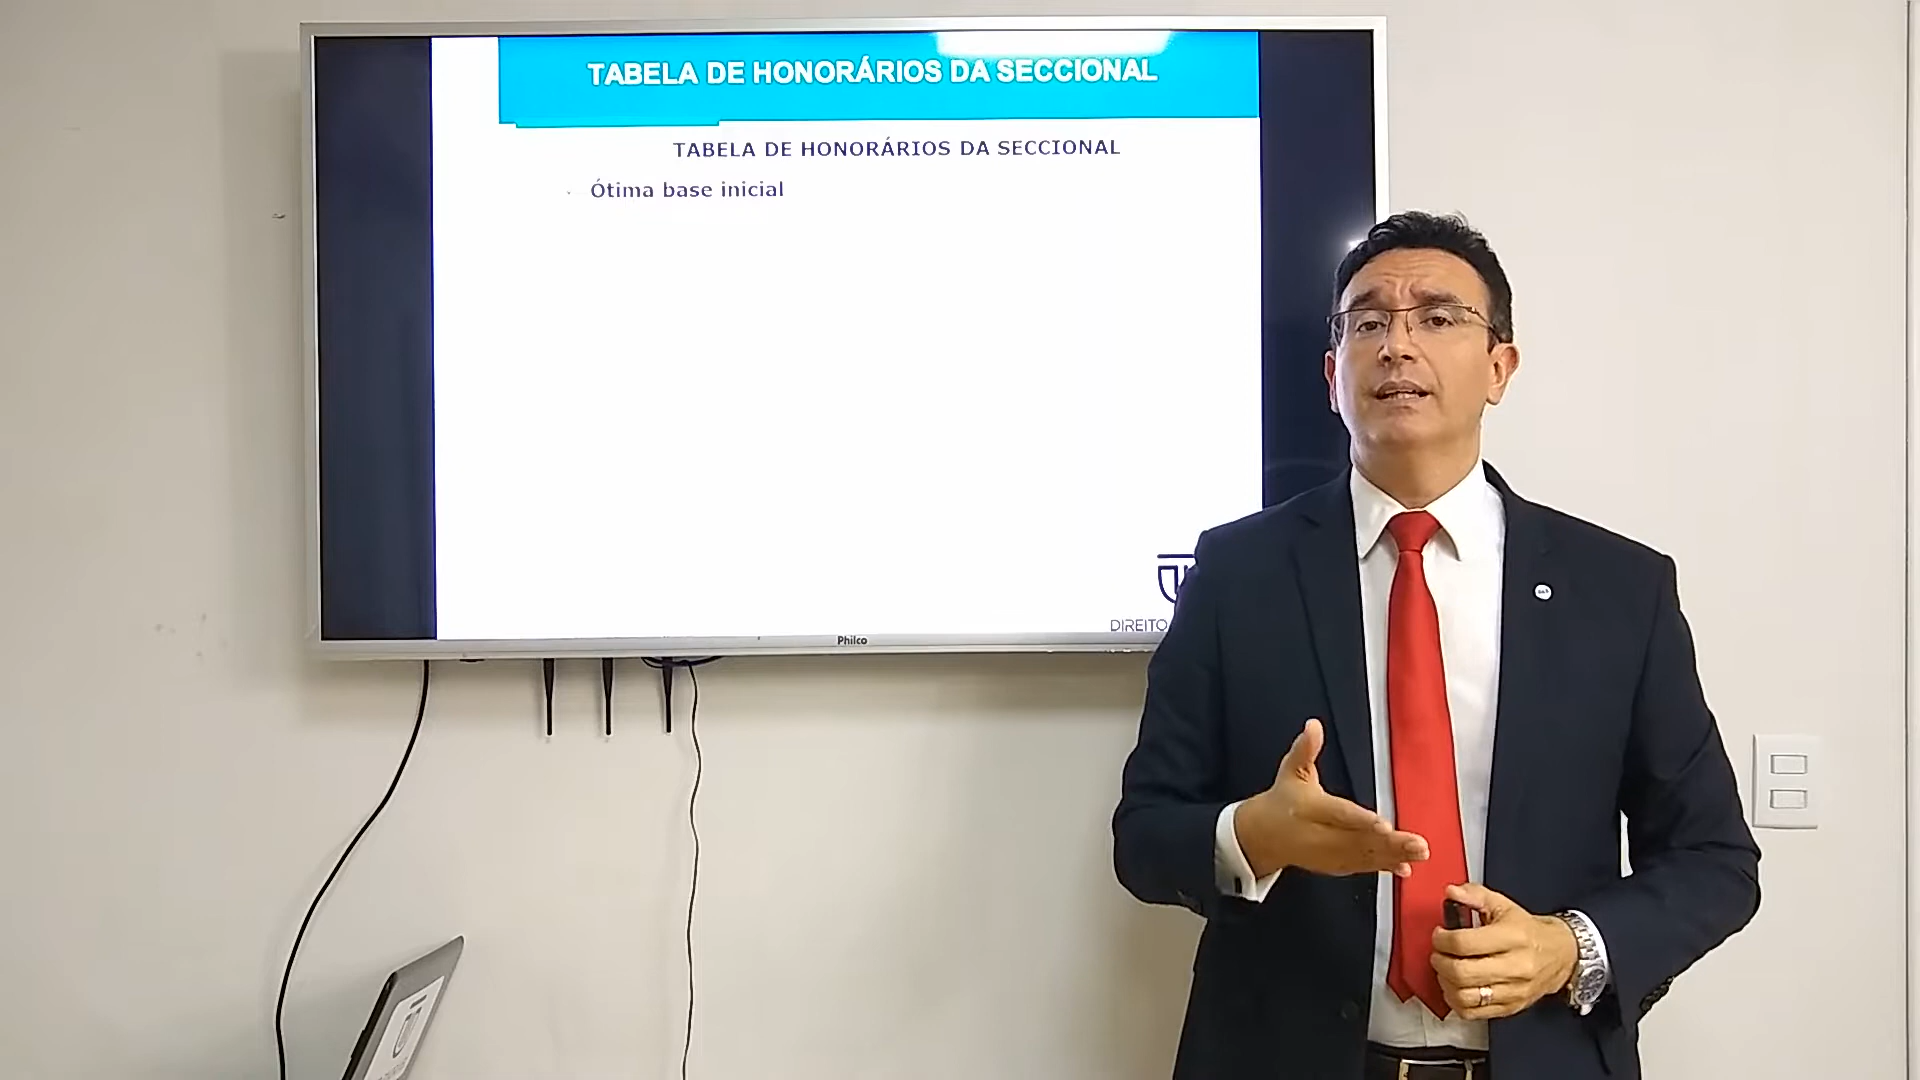 TABELA DE HONORÁRIOS DA SECCIONAL
TABELA DE HONORÁRIOS DA SECCIONAL
Ótima base inicial
DIREITO
Philco